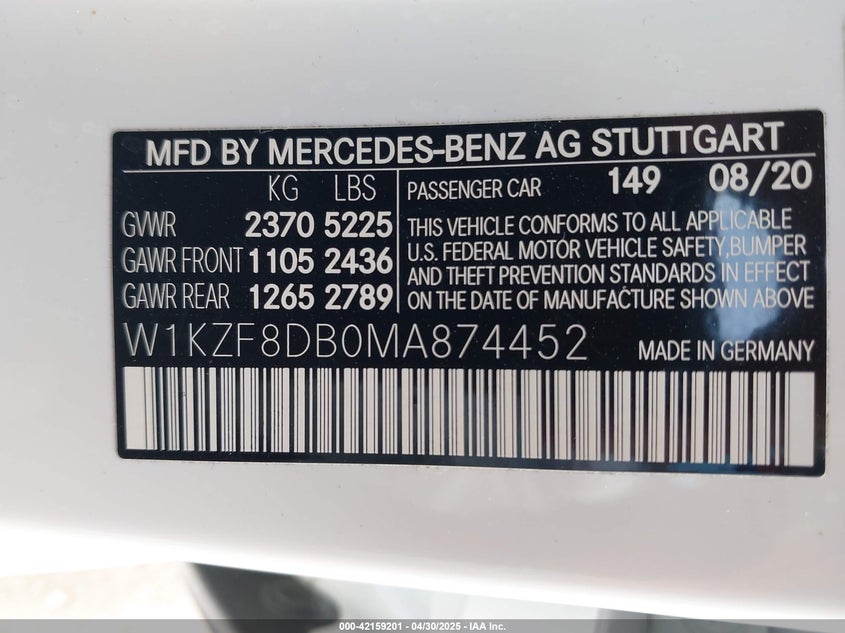 MFD BY MERCEDES-BENZ AG STUTTGART
KG LBS
GVWR 2370 5225
GAWR FRONT 1105 2436
GAWR REAR 1265 2789
PASSENGER CAR 149 08/20
THIS VEHICLE CONFORMS TO ALL APPLICABLE
U.S. FEDERAL MOTOR VEHICLE SAFETY,BUMPER
AND THEFT PREVENTION STANDARDS IN EFFECT
ON THE DATE OF MANUFACTURE SHOWN ABOVE
W1KZF8DB0MA874452 MADE IN GERMANY
000-42159201 - 04/30/2025 - IAA Inc.